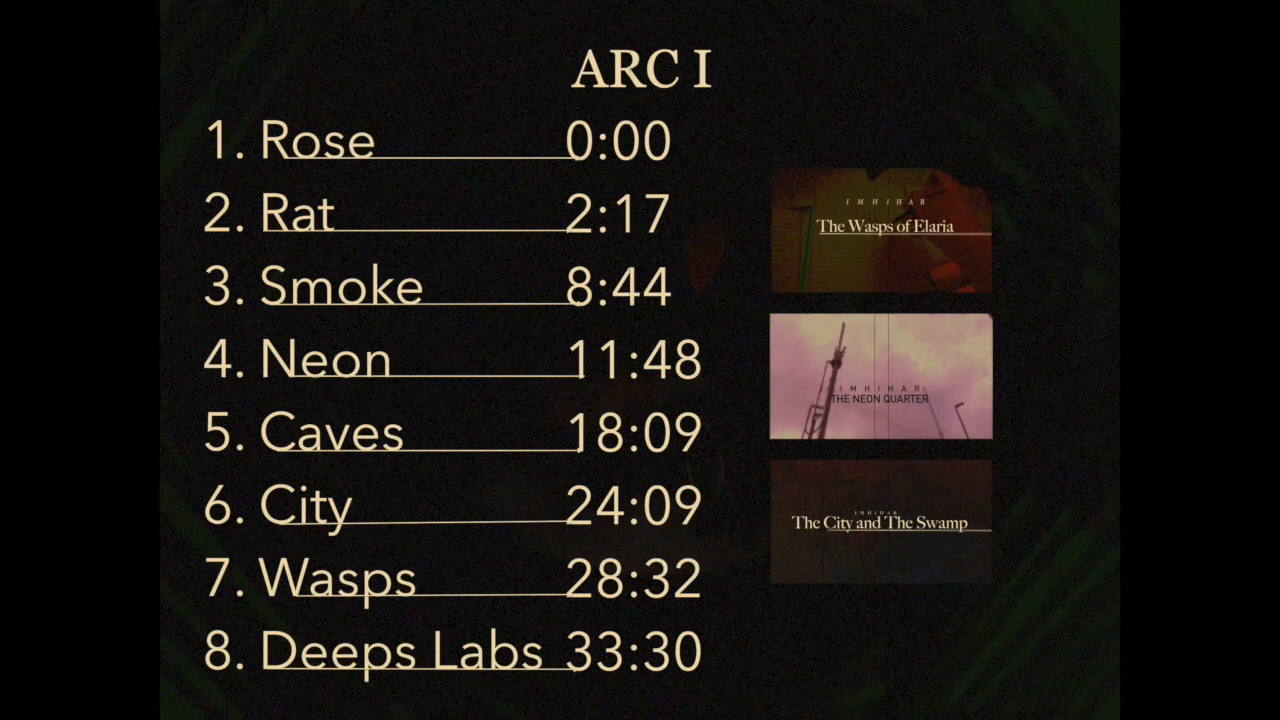 ARC I
1. Rose 0:00
2. Rat 2:17
3. Smoke 8:44
4. Neon 11:48
5. Caves 18:09
6. City 24:09
7. Wasps 28:32
8. Deeps Labs 33:30
IMHIHAR
The Wasps of Elaria
IMHIHAR
THE NEON QUARTER
IMHIHAR
The City and The Swamp